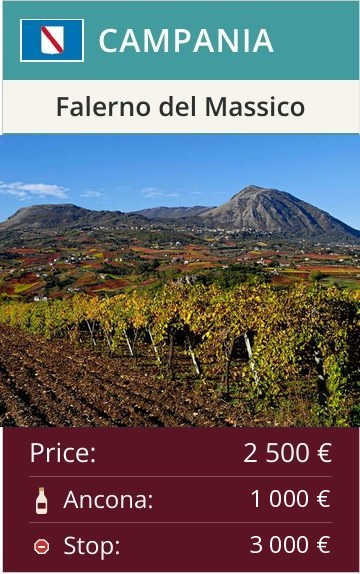 CAMPANIA
Falerno del Massico
Price: 2 500 €
Ancona: 1 000 €
Stop: 3 000 €